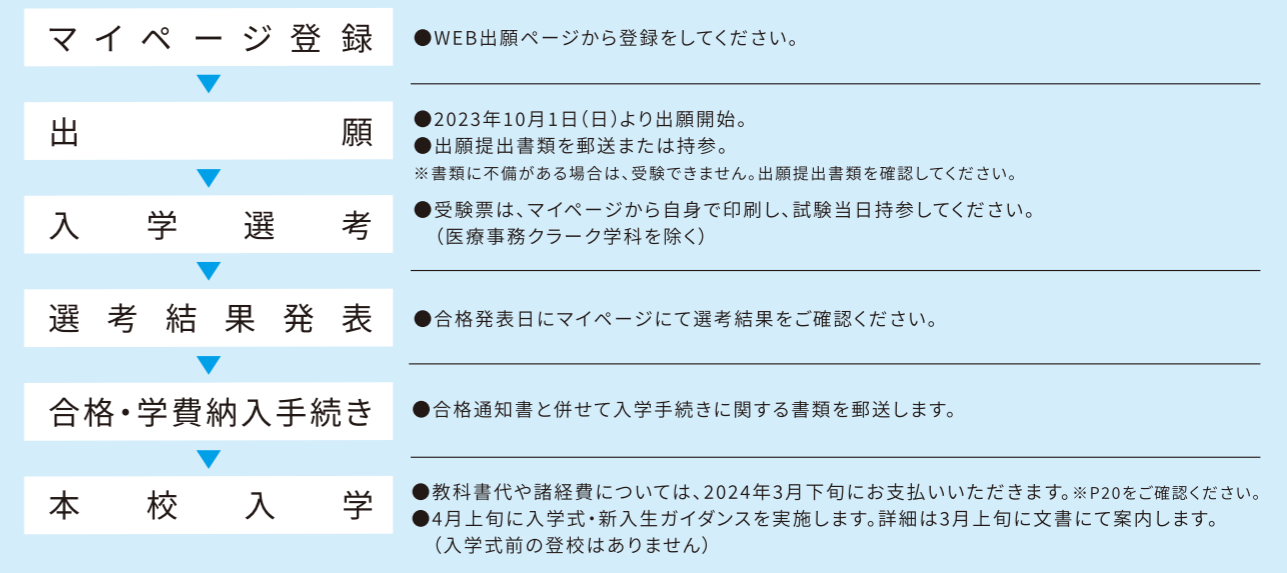 マイページ登録
●WEB出願ページから登録をしてください。
出願
●2023年10月1日(日)より出願開始。
●出願提出書類を郵送または持参。
※書類に不備がある場合は、受験できません。出願提出書類を確認してください。
入学選考
●受験票は、マイページから自身で印刷し、試験当日持参してください。
(医療事務クラーク学科を除く)
選考結果発表
●合格発表日にマイページにて選考結果をご確認ください。
合格・学費納入手続き
●合格通知書と併せて入学手続きに関する書類を郵送します。
本校入学
●教科書代や諸経費については、2024年3月下旬にお支払いいただきます。※P20をご確認ください。
●4月上旬に入学式・新入生ガイダンスを実施します。詳細は3月上旬に文書にて案内します。
(入学式前の登校はありません)